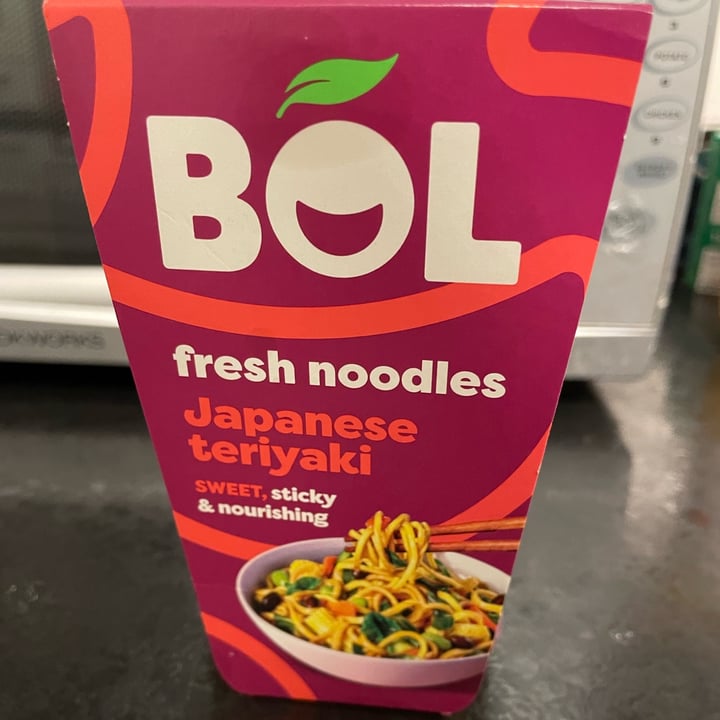 BOL
fresh noodles
Japanese
teriyaki
SWEET, sticky
& nourishing